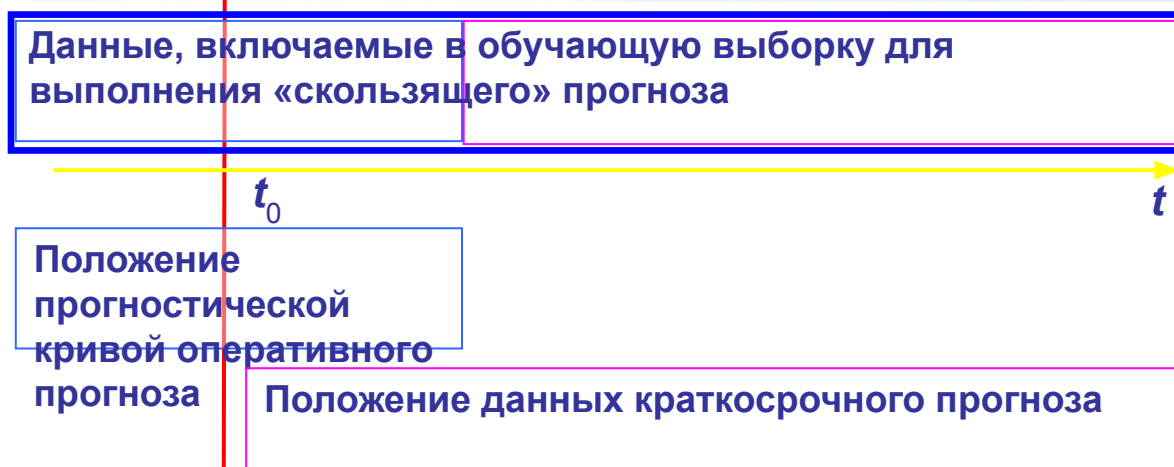 Данные, включаемые в обучающую выборку для
выполнения «скользящего» прогноза
t₀
t
Положение
прогностической
кривой оперативного
прогноза
Положение данных краткосрочного прогноза